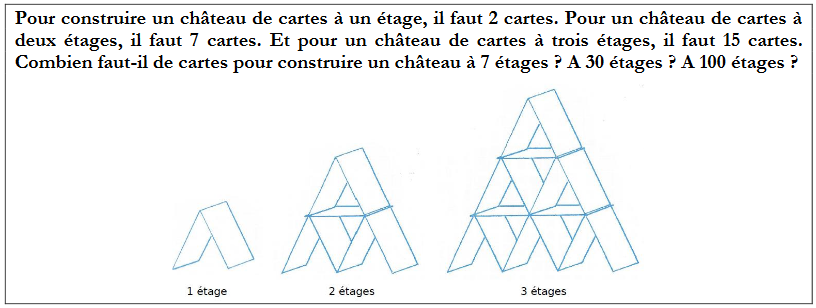 Pour construire un château de cartes à un étage, il faut 2 cartes. Pour un château de cartes à
deux étages, il faut 7 cartes. Et pour un château de cartes à trois étages, il faut 15 cartes.
Combien faut-il de cartes pour construire un château à 7 étages ? A 30 étages ? A 100 étages ?
1 étage
2 étages
3 étages